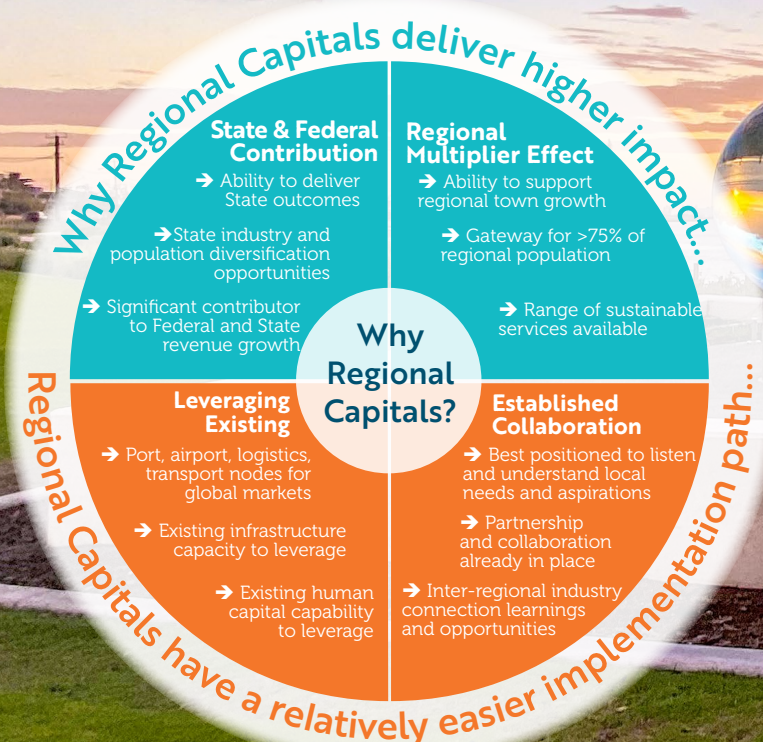 Why Regional Capitals deliver higher impact...
State & Federal
Contribution
➔ Ability to deliver
State outcomes
➔State industry and
population diversification
opportunities
➔ Significant contributor
to Federal and State
revenue growth
Regional
Multiplier Effect
➔ Ability to support
regional town growth
➔ Gateway for >75% of
regional population
➔ Range of sustainable
services available
Why
Regional
Capitals?
Leveraging
Existing
➔ Port, airport, logistics,
transport nodes for
global markets
➔ Existing infrastructure
capacity to leverage
➔ Existing human
capital capability
to leverage
Established
Collaboration
➔ Best positioned to listen
and understand local
needs and aspirations
➔ Partnership
and collaboration
already in place
➔ Inter-regional industry
connection learnings
and opportunities
Regional Capitals have a relatively easier implementation path...